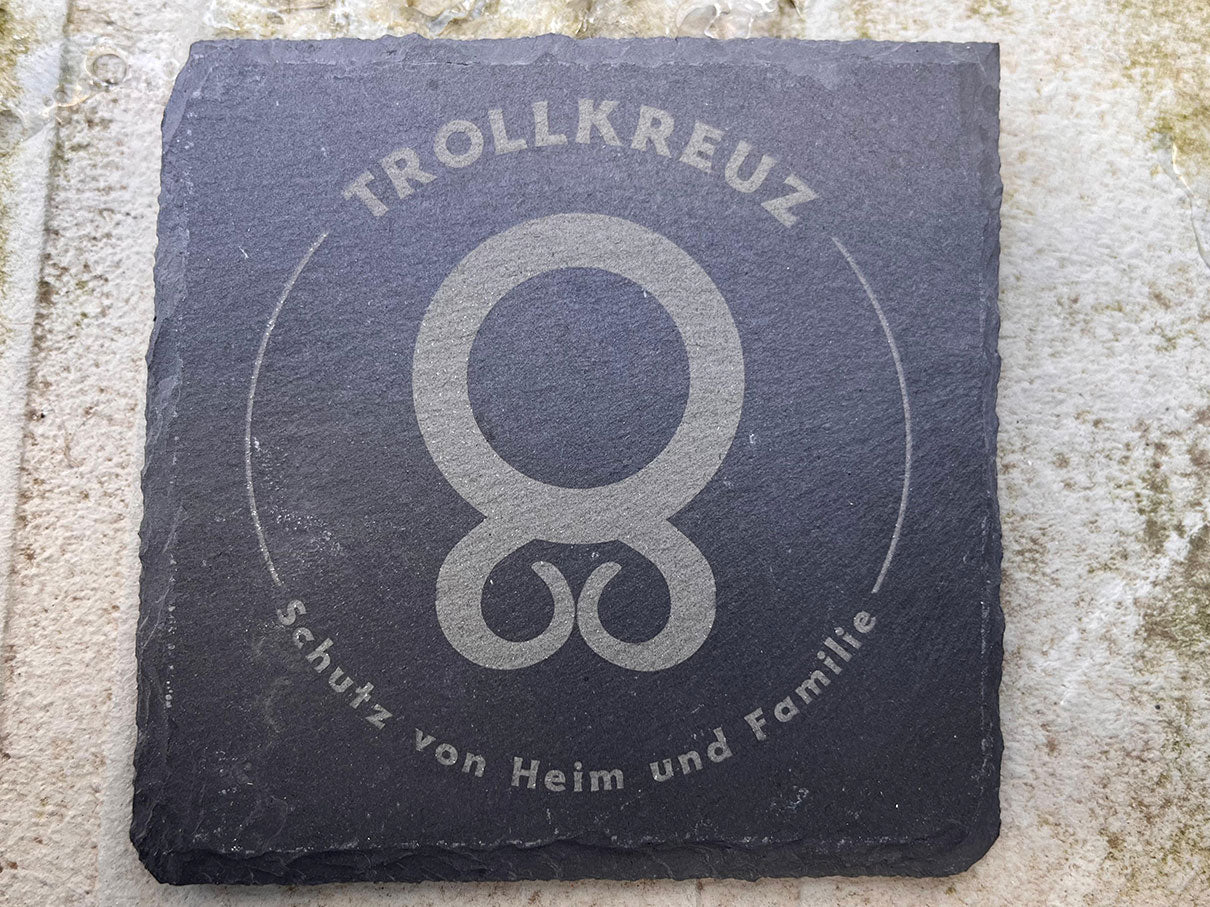 TROLLKREUZ
Schutz von Heim und Familie